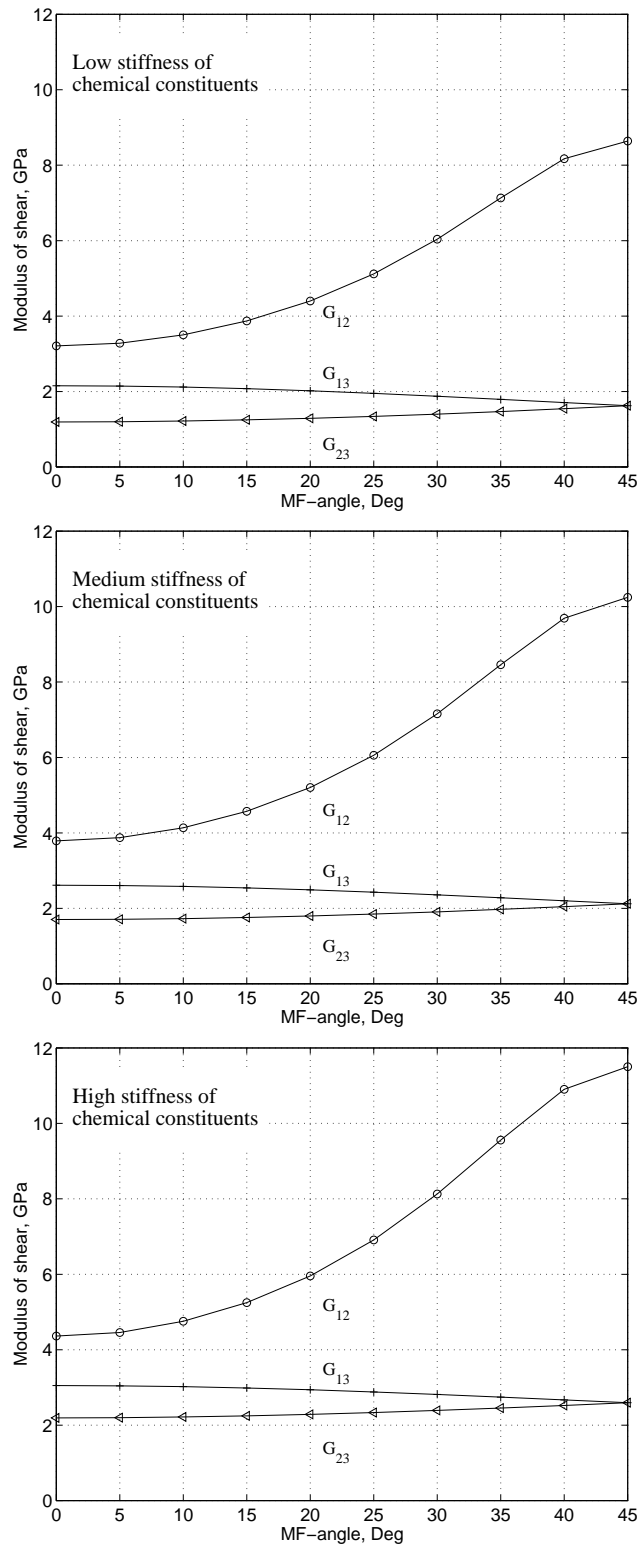 12
10
8
6
4
2
0
Modulus of shear, GPa
Low stiffness of
chemical constituents
G12
G13
G23
0 5 10 15 20 25 30 35 40 45
MF-angle, Deg
12
10
8
6
4
2
0
Modulus of shear, GPa
Medium stiffness of
chemical constituents
G12
G13
G23
0 5 10 15 20 25 30 35 40 45
MF-angle, Deg
12
10
8
6
4
2
0
Modulus of shear, GPa
High stiffness of
chemical constituents
G12
G13
G23
0 5 10 15 20 25 30 35 40 45
MF-angle, Deg